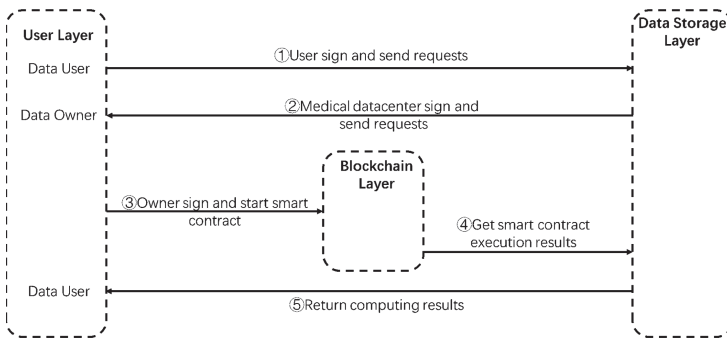 User Layer
Data Storage
Layer
①User sign and send requests
Data User
Data Owner
②Medical datacenter sign and
send requests
Blockchain
Layer
③Owner sign and start smart
contract
④Get smart contract
execution results
Data User
⑤Return computing results